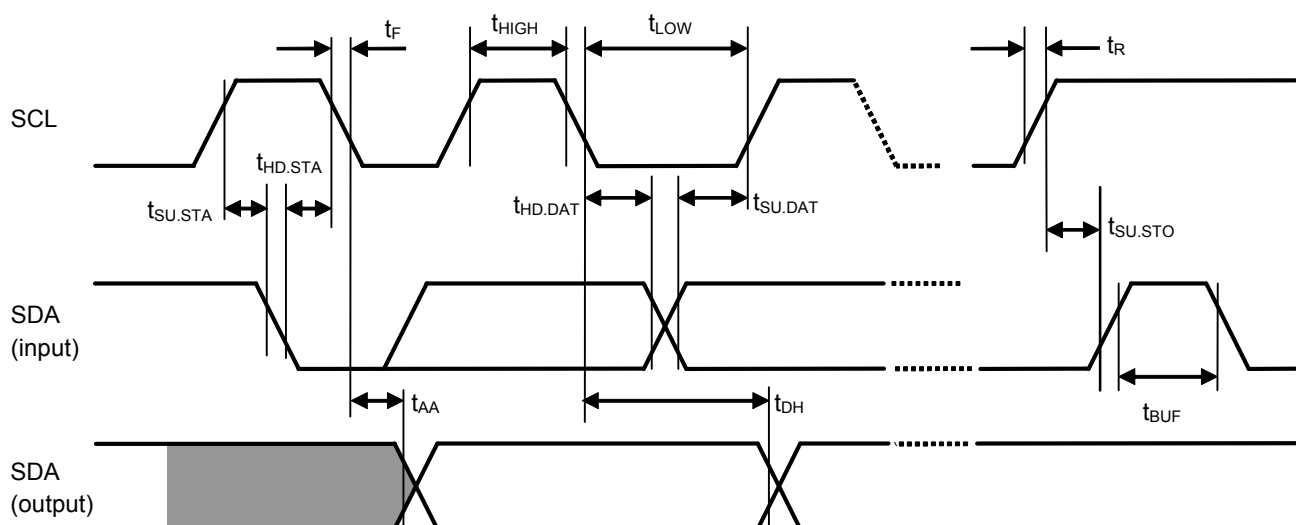 tF
tHIGH
tLOW
tR
SCL
tHD.STA
tSU.STA
tHD.DAT
tSU.DAT
tSU.STO
SDA
(input)
tAA
tDH
tBUF
SDA
(output)